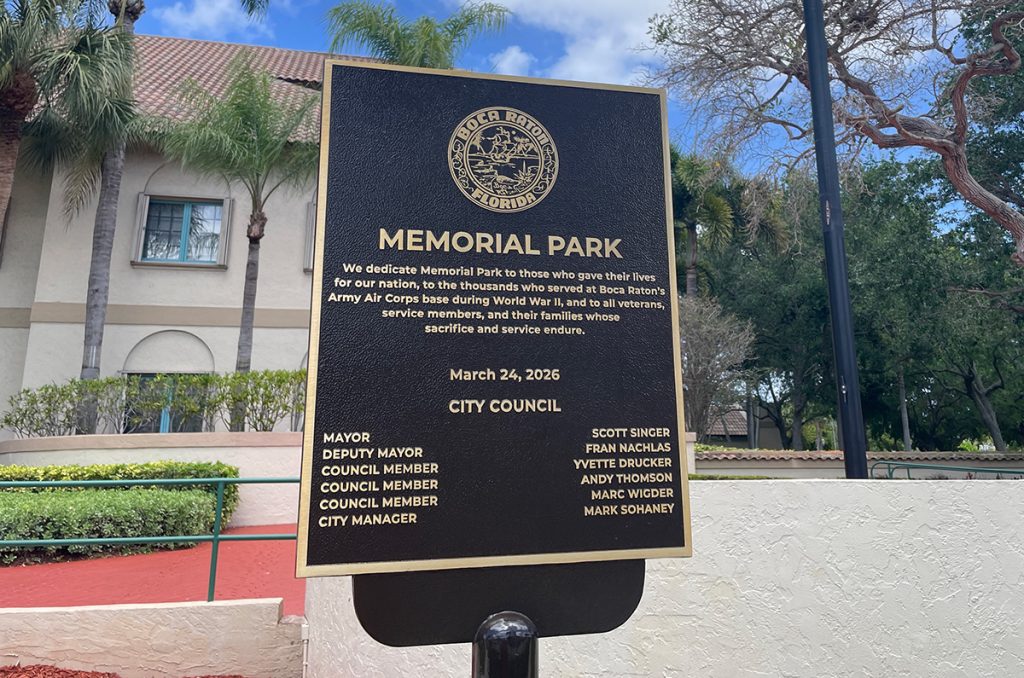 BOCA RATON
FLORIDA
MEMORIAL PARK
We dedicate Memorial Park to those who gave their lives
for our nation, to the thousands who served at Boca Raton's
Army Air Corps base during World War II, and to all veterans,
service members, and their families whose
sacrifice and service endure.
March 24, 2026
CITY COUNCIL
MAYOR SCOTT SINGER
DEPUTY MAYOR FRAN NACHLAS
COUNCIL MEMBER YVETTE DRUCKER
COUNCIL MEMBER ANDY THOMSON
COUNCIL MEMBER MARC WIGDER
CITY MANAGER MARK SOHANEY